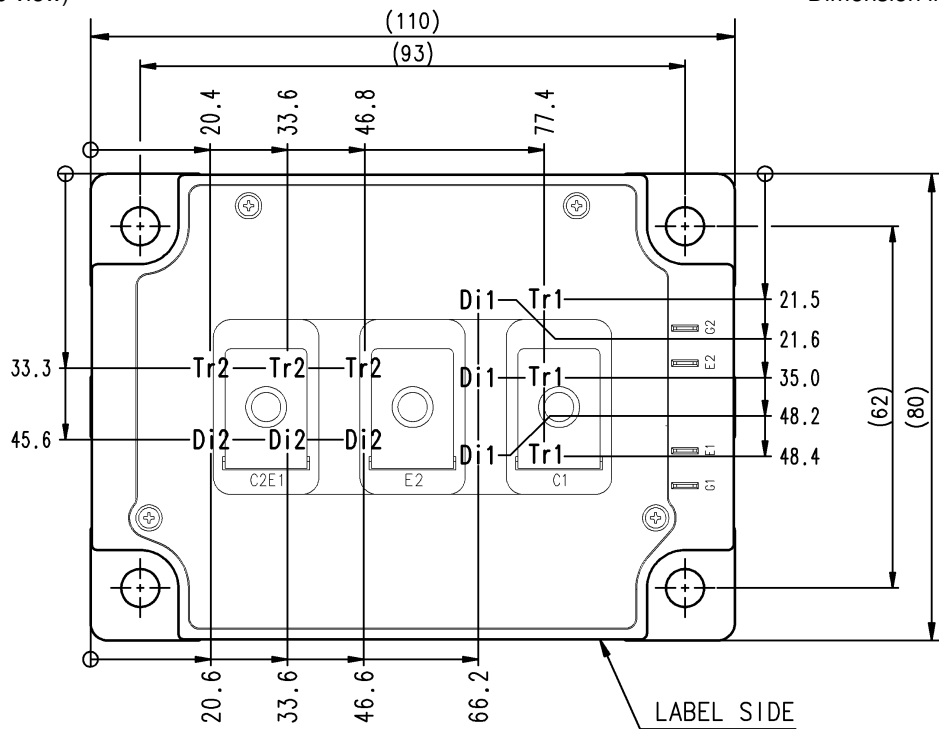 view)
Dimension i
(110)
(93)
20.4
33.6
46.8
77.4
Di1
Tr1
21.5
G2
21.6
E2
33.3
Tr2
Tr2
Tr2
Di1
Tr1
35.0
48.2
(62)
(80)
45.6
Di2
Di2
Di2
Di1
Tr1
E1
48.4
C2E1
E2
C1
G1
20.6
33.6
46.6
66.2
LABEL SIDE